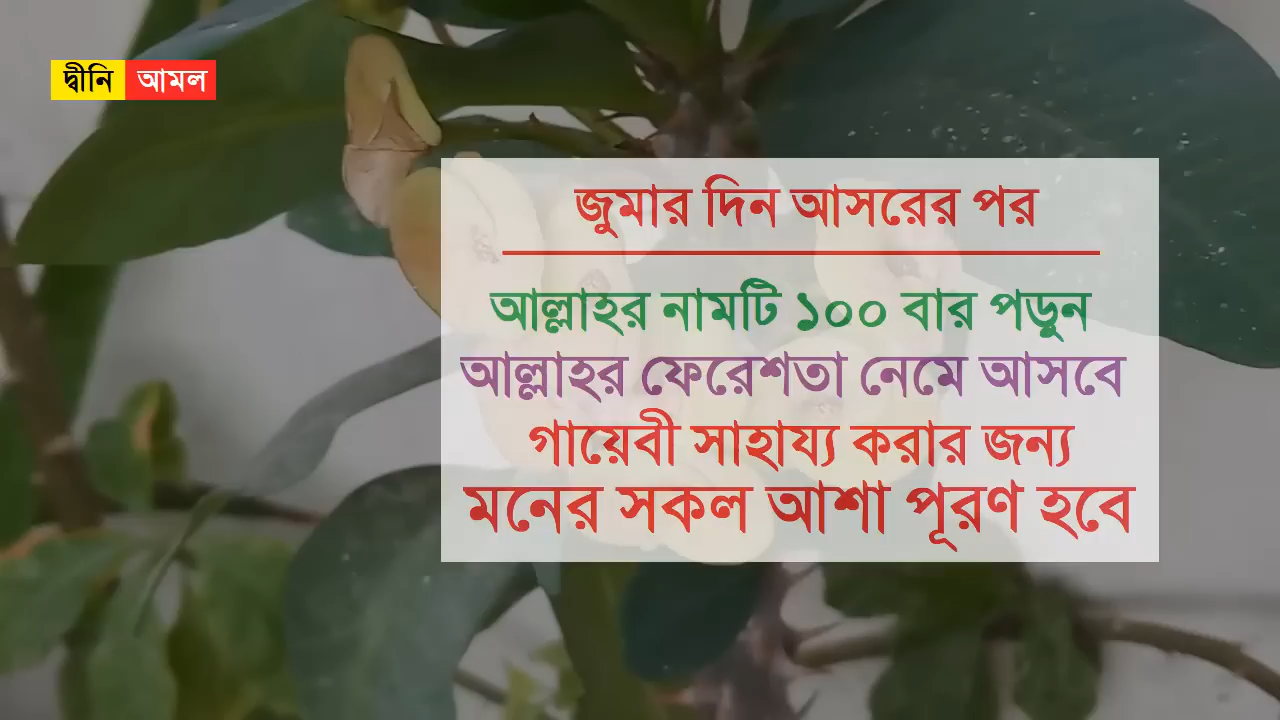 দ্বীনি আমল
জুমার দিন আসরের পর
আল্লাহর নামটি ১০০ বার পড়ুন
আল্লাহর ফেরেশতা নেমে আসবে
গায়েবী সাহায্য করার জন্য
মনের সকল আশা পূরণ হবে